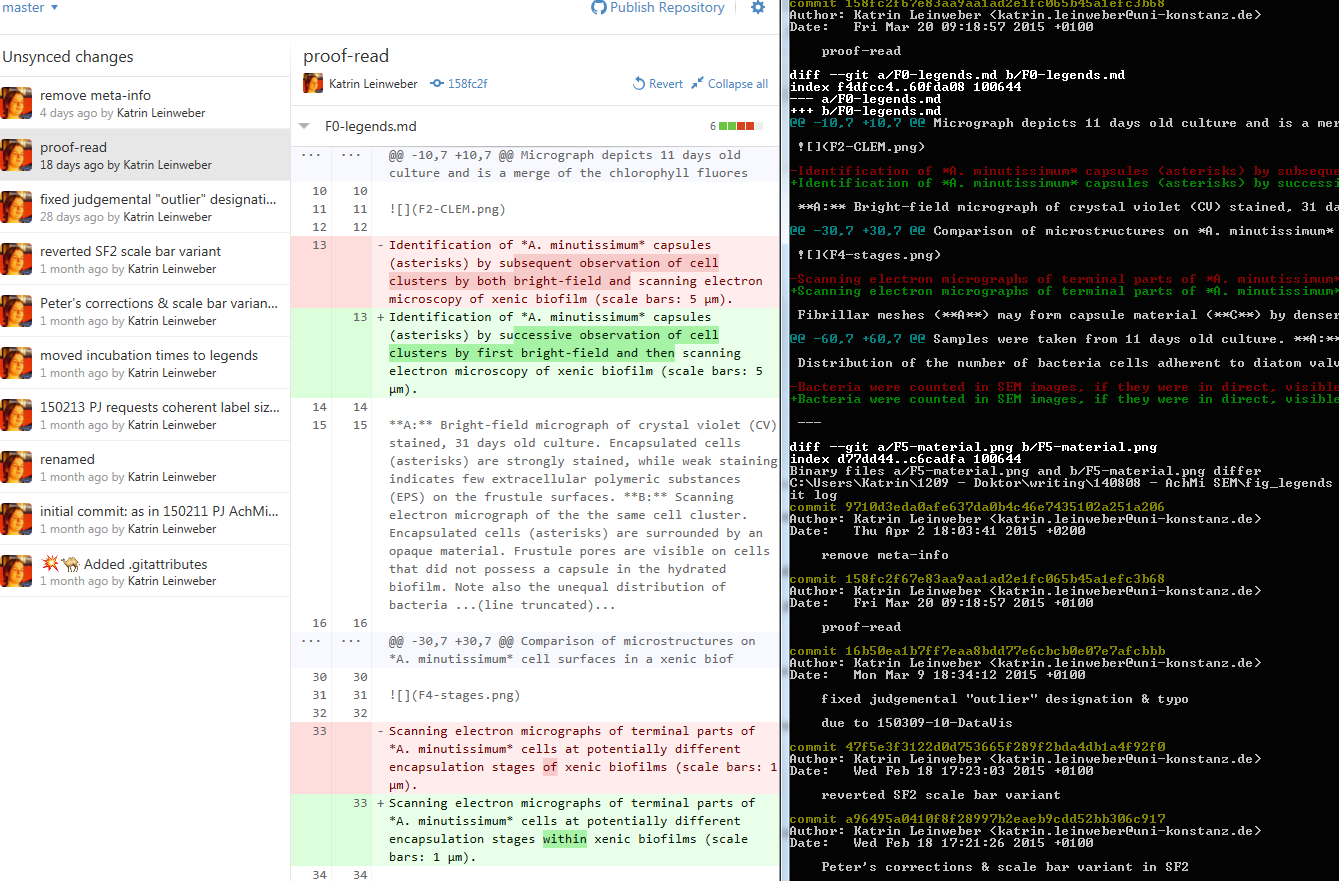 master
Publish Repository
Unsynced changes
remove meta-info
4 days ago by Katrin Leinweber
proof-read
18 days ago by Katrin Leinweber
fixed judgemental "outlier" designati...
28 days ago by Katrin Leinweber
reverted SF2 scale bar variant
1 month ago by Katrin Leinweber
Peter's corrections & scale bar varian...
1 month ago by Katrin Leinweber
moved incubation times to legends
1 month ago by Katrin Leinweber
150213 PJ requests coherent label siz...
1 month ago by Katrin Leinweber
renamed
1 month ago by Katrin Leinweber
initial commit: as in 150211 PJ AchMi...
1 month ago by Katrin Leinweber
💥🐫 Added .gitattributes
1 month ago by Katrin Leinweber
proof-read
Katrin Leinweber 158fc2f Revert Collapse all
F0-legends.md 6
... ... @@ -10,7 +10,7 @@ Micrograph depicts 11 days old
culture and is a merge of the chlorophyll fluores
10 10
11 11 ![](F2-CLEM.png)
12 12
13 - Identification of *A. minutissimum* capsules
(asterisks) by subsequent observation of cell
clusters by both bright-field and scanning electron
microscopy of xenic biofilm (scale bars: 5 µm).
13 + Identification of *A. minutissimum* capsules
(asterisks) by successive observation of cell
clusters by first bright-field and then scanning
electron microscopy of xenic biofilm (scale bars: 5
µm).
14 14
15 15 **A:** Bright-field micrograph of crystal violet (CV)
stained, 31 days old culture. Encapsulated cells
(asterisks) are strongly stained, while weak staining
indicates few extracellular polymeric substances
(EPS) on the frustule surfaces. **B:** Scanning
electron micrograph of the the same cell cluster.
Encapsulated cells (asterisks) are surrounded by an
opaque material. Frustule pores are visible on cells
that did not possess a capsule in the hydrated
biofilm. Note also the unequal distribution of
bacteria ...(line truncated)...
16 16
... ... @@ -30,7 +30,7 @@ Comparison of microstructures on
*A. minutissimum* cell surfaces in a xenic biof
30 30
31 31 ![](F4-stages.png)
32 32
33 - Scanning electron micrographs of terminal parts of
*A. minutissimum* cells at potentially different
encapsulation stages of xenic biofilms (scale bars: 1
µm).
33 + Scanning electron micrographs of terminal parts of
*A. minutissimum* cells at potentially different
encapsulation stages within xenic biofilms (scale
bars: 1 µm).
34 34
commit 158fc2f67e83aa9aa1ad2e1fc065b45a1efc3b68
Author: Katrin Leinweber <katrin.leinweber@uni-konstanz.de>
Date: Fri Mar 20 09:18:57 2015 +0100
proof-read
diff --git a/F0-legends.md b/F0-legends.md
index f4dfcc4..60fda08 100644
--- a/F0-legends.md
+++ b/F0-legends.md
@@ -10,7 +10,7 @@ Micrograph depicts 11 days old culture and is a mer
![](F2-CLEM.png)
-Identification of *A. minutissimum* capsules (asterisks) by subseque
+Identification of *A. minutissimum* capsules (asterisks) by successi
**A:** Bright-field micrograph of crystal violet (CV) stained, 31 da
@@ -30,7 +30,7 @@ Comparison of microstructures on *A. minutissimum*
![](F4-stages.png)
-Scanning electron micrographs of terminal parts of *A. minutissimum*
+Scanning electron micrographs of terminal parts of *A. minutissimum*
Fibrillar meshes (**A**) may form capsule material (**C**) by denser
@@ -60,7 +60,7 @@ Samples were taken from 11 days old culture. **A:**
Distribution of the number of bacteria cells adherent to diatom valv
-Bacteria were counted in SEM images, if they were in direct, visible
+Bacteria were counted in SEM images, if they were in direct, visible
---
diff --git a/F5-material.png b/F5-material.png
index d77dd44..c6cadfa 100644
Binary files a/F5-material.png and b/F5-material.png differ
C:\Users\Katrin\1209 - Doktor\writing\140808 - AchMi SEM\fig_legends
it log
commit 9710d3eda0afe637da0b4c46e7435102a251a206
Author: Katrin Leinweber <katrin.leinweber@uni-konstanz.de>
Date: Thu Apr 2 18:03:41 2015 +0200
remove meta-info
commit 158fc2f67e83aa9aa1ad2e1fc065b45a1efc3b68
Author: Katrin Leinweber <katrin.leinweber@uni-konstanz.de>
Date: Fri Mar 20 09:18:57 2015 +0100
proof-read
commit 16b50ea1b7ff7eaa8bdd77e6cbcb0e07e7afcbbb
Author: Katrin Leinweber <katrin.leinweber@uni-konstanz.de>
Date: Mon Mar 9 18:34:12 2015 +0100
fixed judgemental "outlier" designation & typo
due to 150309-10-DataVis
commit 47f5e3f3122d0d753665f289f2bda4db1a4f92f0
Author: Katrin Leinweber <katrin.leinweber@uni-konstanz.de>
Date: Wed Feb 18 17:23:03 2015 +0100
reverted SF2 scale bar variant
commit a96495a0410f8f28997b2eaeb9cdd52bb306c917
Author: Katrin Leinweber <katrin.leinweber@uni-konstanz.de>
Date: Wed Feb 18 17:21:26 2015 +0100
Peter's corrections & scale bar variant in SF2